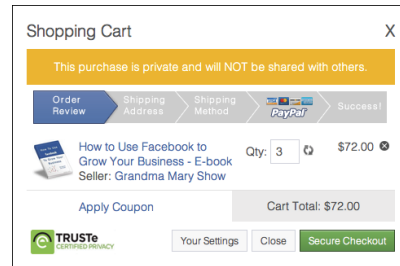 Shopping Cart X
This purchase is private and will NOT be shared with others.
Order Review Shipping Address Shipping Method PayPal Success!
How to Use Facebook to Grow Your Business - E-book
Qty: 3 $72.00
Seller: Grandma Mary Show
Apply Coupon Cart Total: $72.00
TRUSTe
CERTIFIED PRIVACY
Your Settings Close Secure Checkout